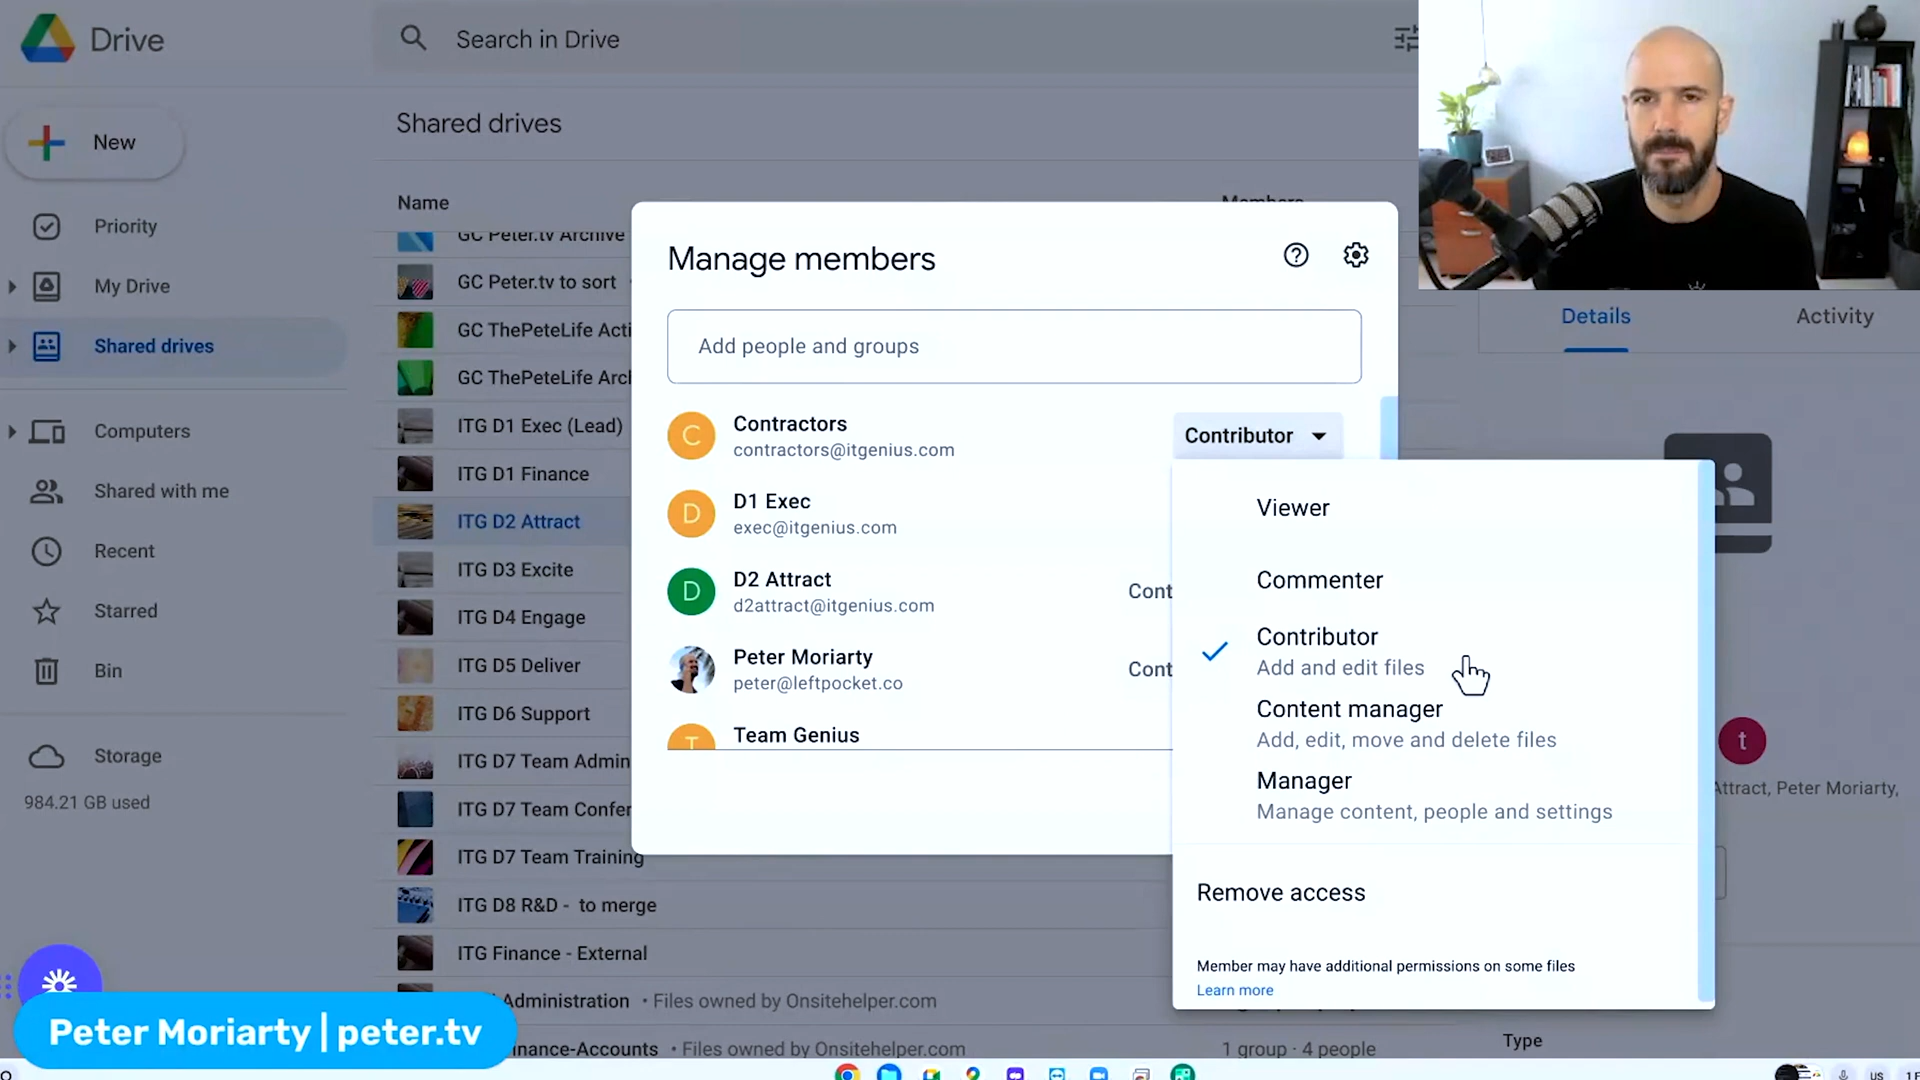 Drive
Search in Drive
New
Priority
My Drive
Shared drives
Computers
Shared with me
Recent
Starred
Bin
Storage
984.21 GB used
Shared drives
Name
Members
GC Peter.tv Archive
GC Peter.tv to sort
GC ThePeteLife Acti
GC ThePeteLife Arcl
ITG D1 Exec (Lead)
ITG D1 Finance
ITG D2 Attract
ITG D3 Excite
ITG D4 Engage
ITG D5 Deliver
ITG D6 Support
ITG D7 Team Admin
ITG D7 Team Confer
ITG D7 Team Training
ITG D8 R&D - to merge
ITG Finance - External
Administration • Files owned by Onsitehelper.com
inance-Accounts • Files owned by Onsitehelper.com
1 group · 4 people
Manage members
Add people and groups
C
Contractors
contractors@itgenius.com
Contributor
D
D1 Exec
exec@itgenius.com
D
D2 Attract
d2attract@itgenius.com
Cont
Peter Moriarty
peter@leftpocket.co
Cont
T
Team Genius
Viewer
Commenter
Contributor
Add and edit files
Content manager
Add, edit, move and delete files
Manager
Manage content, people and settings
Remove access
Member may have additional permissions on some files
Learn more
Details
Activity
t
Attract, Peter Moriarty,
Type
Peter Moriarty | peter.tv
US